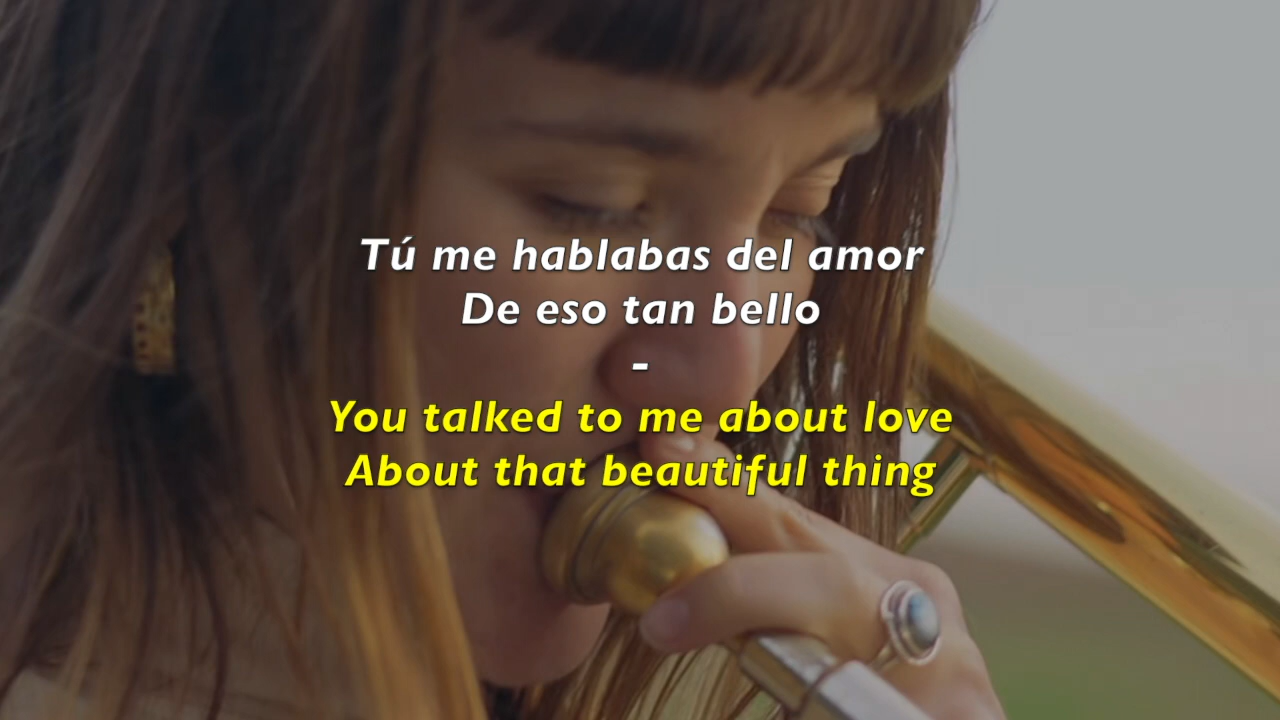 Tú me hablabas del amor
De eso tan bello
-
You talked to me about love
About that beautiful thing